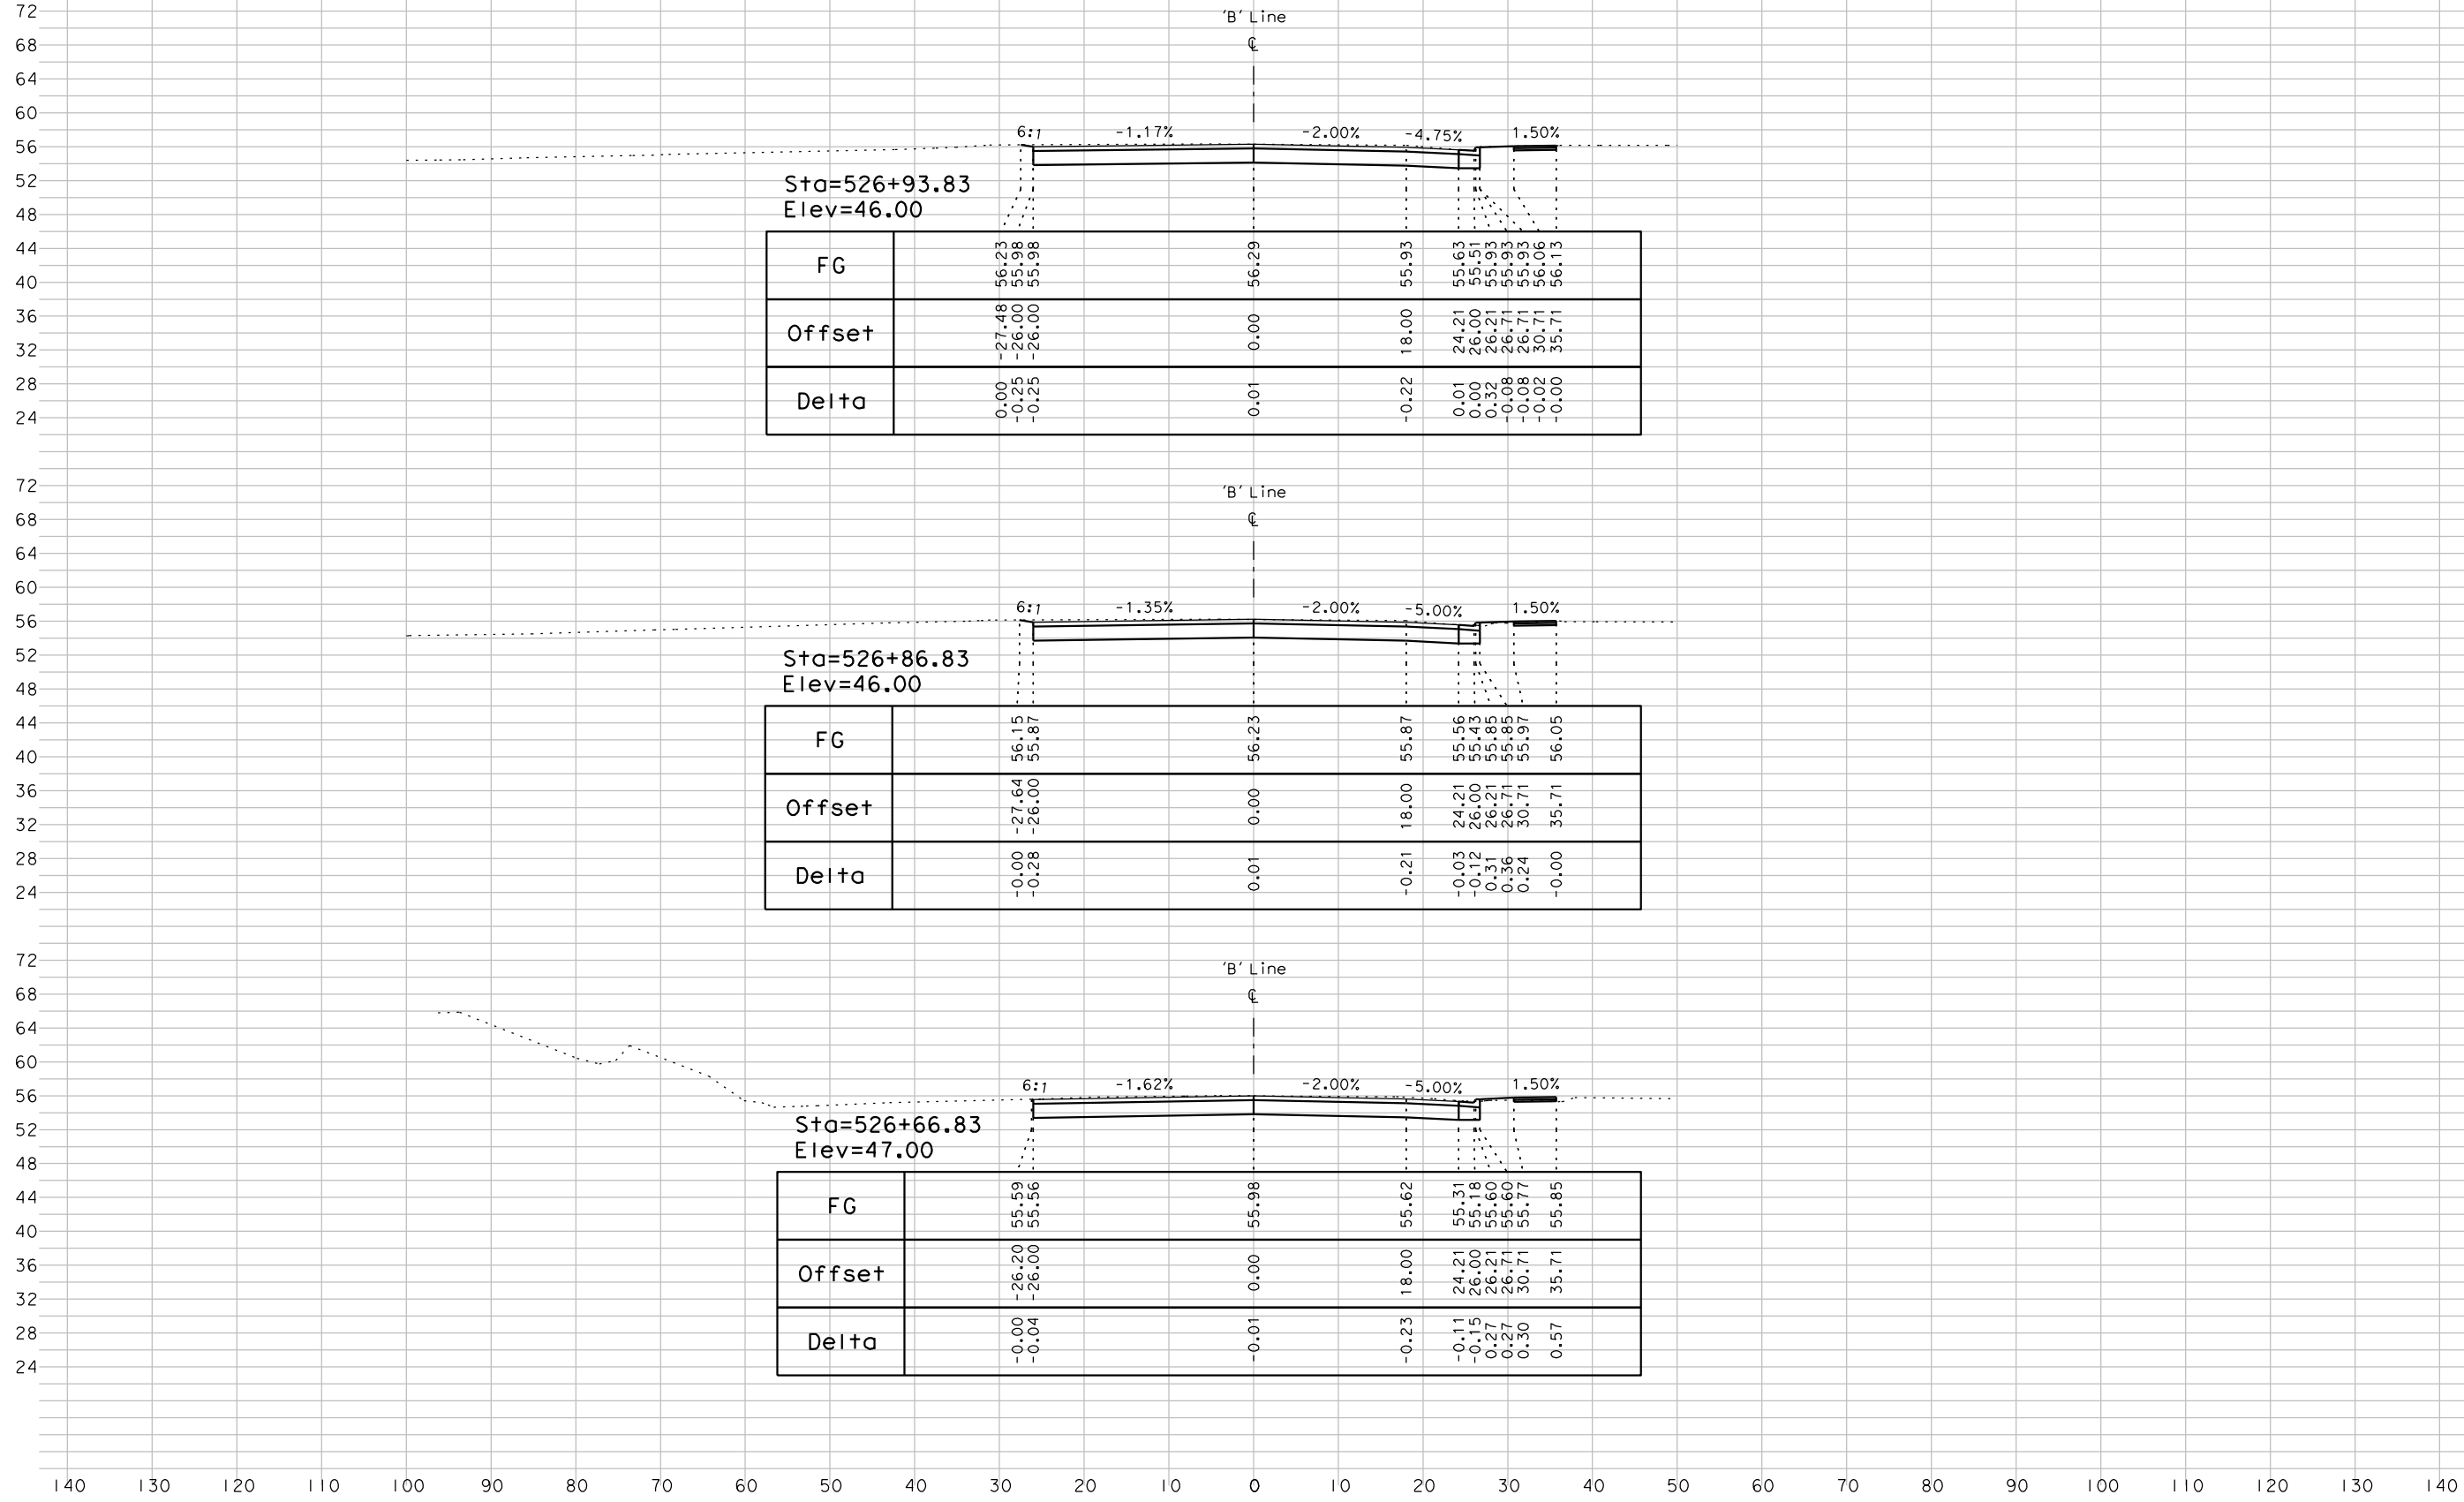 72
'B' Line
68
℄
64
60
6:1 -1.17% -2.00% -4.75% 1.50%
56
52
Sta=526+93.83
48
Elev=46.00
44
FG 56.23 55.98 55.98 56.29 55.93 55.63 55.51 55.93 55.93 55.93 56.06 56.13
40
36
Offset -27.48 -26.00 -26.00 0.00 18.00 24.21 26.00 26.21 26.71 26.71 30.71 35.71
32
28
Delta 0.00 -0.25 -0.25 0.01 -0.22 0.01 0.00 0.32 -0.08 -0.08 -0.02 -0.00
24
72
'B' Line
68
℄
64
60
6:1 -1.35% -2.00% -5.00% 1.50%
56
52
Sta=526+86.83
48
Elev=46.00
44
FG 56.15 55.87 56.23 55.87 55.56 55.43 55.85 55.85 55.97 56.05
40
36
Offset -27.64 -26.00 0.00 18.00 24.21 26.00 26.21 26.71 30.71 35.71
32
28
Delta -0.00 -0.28 0.01 -0.21 -0.03 -0.12 0.31 0.36 0.24 -0.00
24
72
'B' Line
68
℄
64
60
6:1 -1.62% -2.00% -5.00% 1.50%
56
52
Sta=526+66.83
Elev=47.00
48
44
FG 55.59 55.56 55.98 55.62 55.31 55.18 55.60 55.60 55.77 55.85
40
36
Offset -26.20 -26.00 0.00 18.00 24.21 26.00 26.21 26.71 30.71 35.71
32
28
Delta -0.00 -0.04 -0.01 -0.23 -0.11 -0.15 0.27 0.27 0.30 0.57
24
140 130 120 110 100 90 80 70 60 50 40 30 20 10 0 10 20 30 40 50 60 70 80 90 100 110 120 130 140